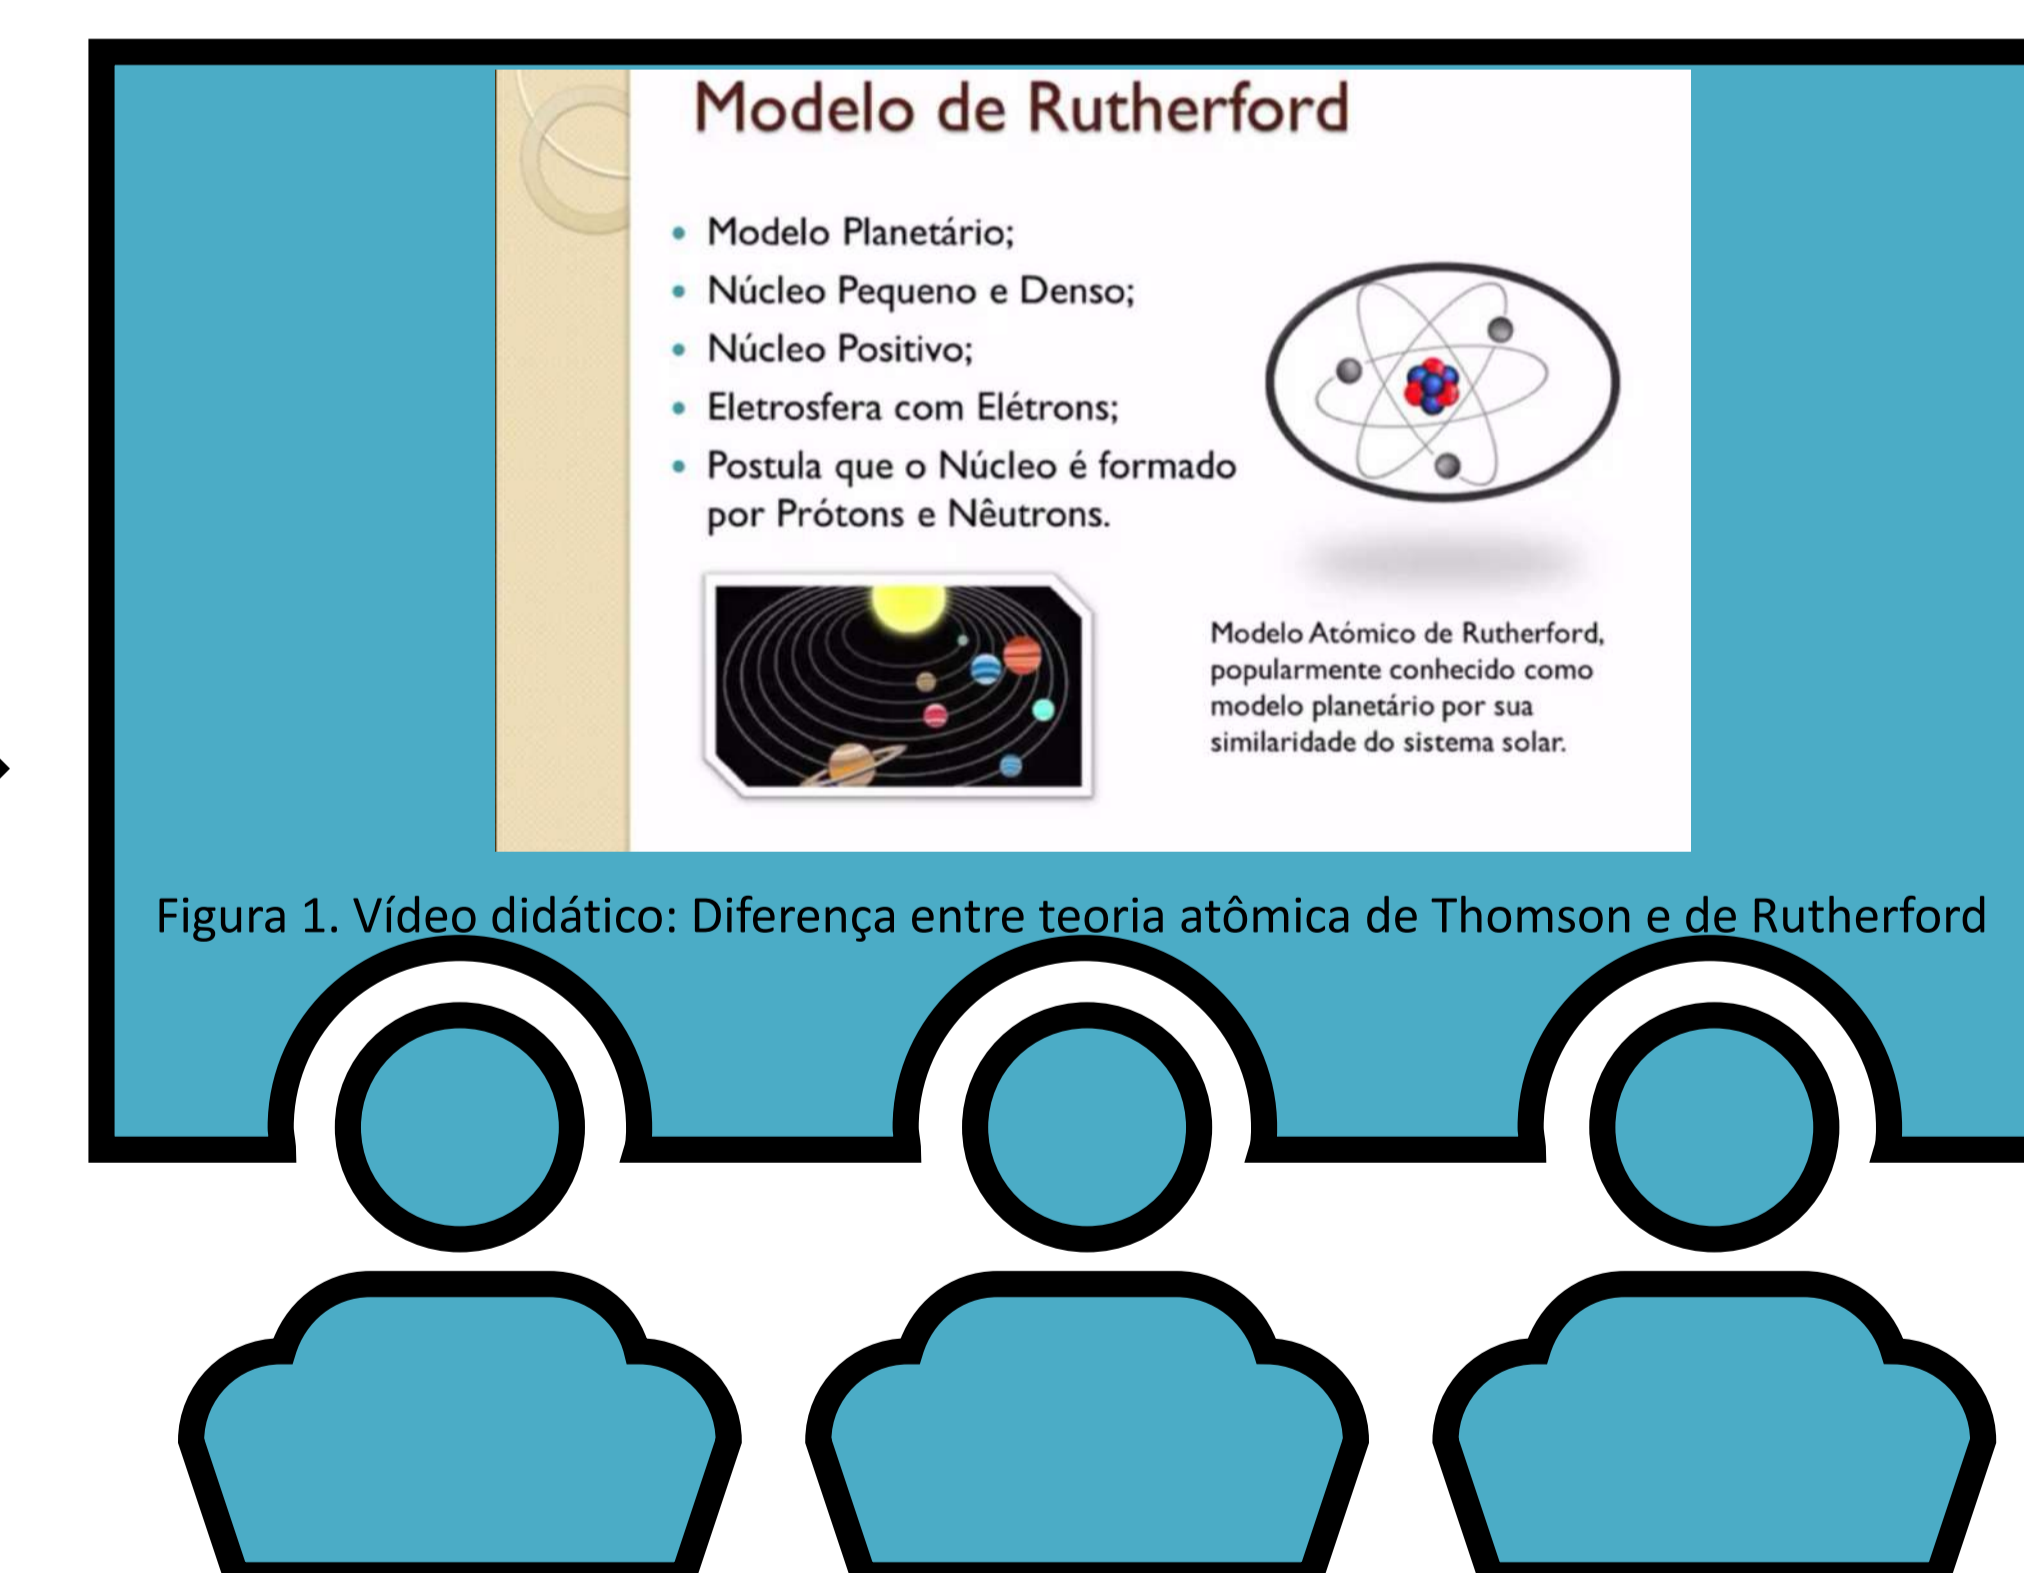 Modelo de Rutherford
• Modelo Planetário;
• Núcleo Pequeno e Denso;
• Núcleo Positivo;
• Eletrosfera com Elétrons;
• Postula que o Núcleo é formado
por Prótons e Nêutrons.
Modelo Atómico de Rutherford,
popularmente conhecido como
modelo planetário por sua
similaridade do sistema solar.
Figura 1. Vídeo didático: Diferença entre teoria atômica de Thomson e de Rutherford